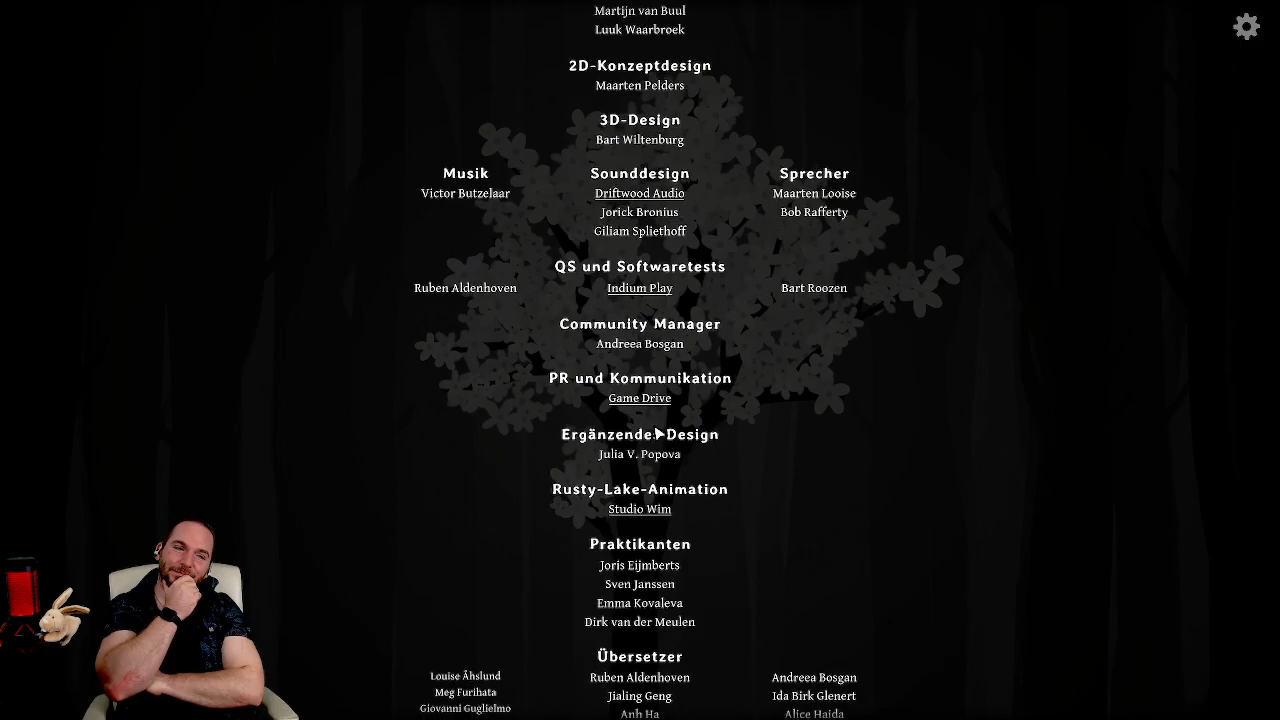 Martijn van Buul
Luuk Waarbroek
2D-Konzeptdesign
Maarten Pelders
3D-Design
Bart Wiltenburg
Musik
Victor Butzelaar
Sounddesign
Driftwood Audio
Jorick Bronius
Giliam Spliethoff
Sprecher
Maarten Looise
Bob Rafferty
QS und Softwaretests
Ruben Aldenhoven
Indium Play
Bart Roozen
Community Manager
Andreea Bosgan
PR und Kommunikation
Game Drive
Ergänzendes Design
Julia V. Popova
Rusty-Lake-Animation
Studio Wim
Praktikanten
Joris Eijmberts
Sven Janssen
Emma Kovaleva
Dirk van der Meulen
Übersetzer
Louise Åhslund
Meg Furihata
Giovanni Guglielmo
Ruben Aldenhoven
Jialing Geng
Anh Ha
Andreea Bosgan
Ida Birk Glenert
Alice Haida